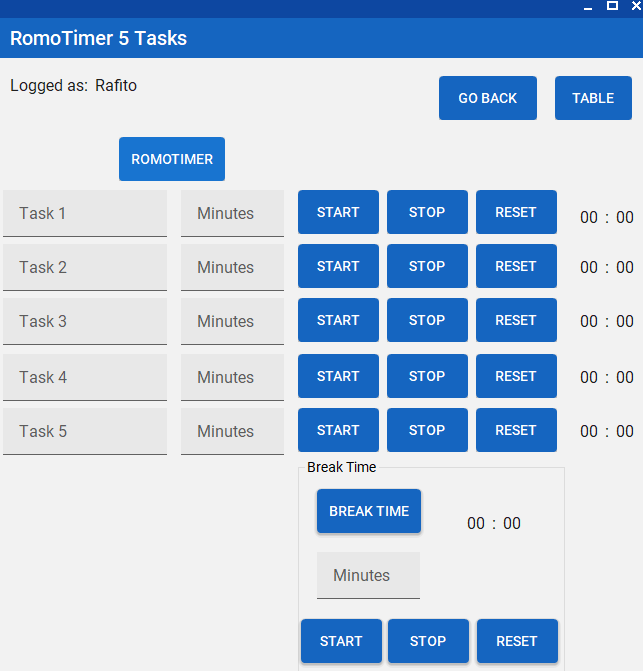 RomoTimer 5 Tasks
Logged as: Rafito
GO BACK TABLE
ROMOTIMER
Task 1 Minutes START STOP RESET 00 : 00
Task 2 Minutes START STOP RESET 00 : 00
Task 3 Minutes START STOP RESET 00 : 00
Task 4 Minutes START STOP RESET 00 : 00
Task 5 Minutes START STOP RESET 00 : 00
Break Time
BREAK TIME 00 : 00
Minutes
START STOP RESET